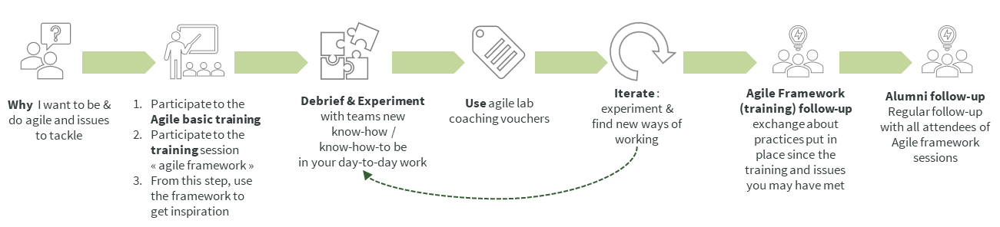 ?
Why I want to be &
do agile and issues
to tackle
1. Participate to the
Agile basic training
2. Participate to the
training session
« agile framework »
3. From this step, use
the framework to
get inspiration
Debrief & Experiment
with teams new
know-how /
know-how-to be
in your day-to-day work
Use agile lab
coaching vouchers
Iterate :
experiment &
find new ways of
working
Agile Framework
(training) follow-up
exchange about
practices put in
place since the
training and issues
you may have met
Alumni follow-up
Regular follow-up
with all attendees of
Agile framework
sessions